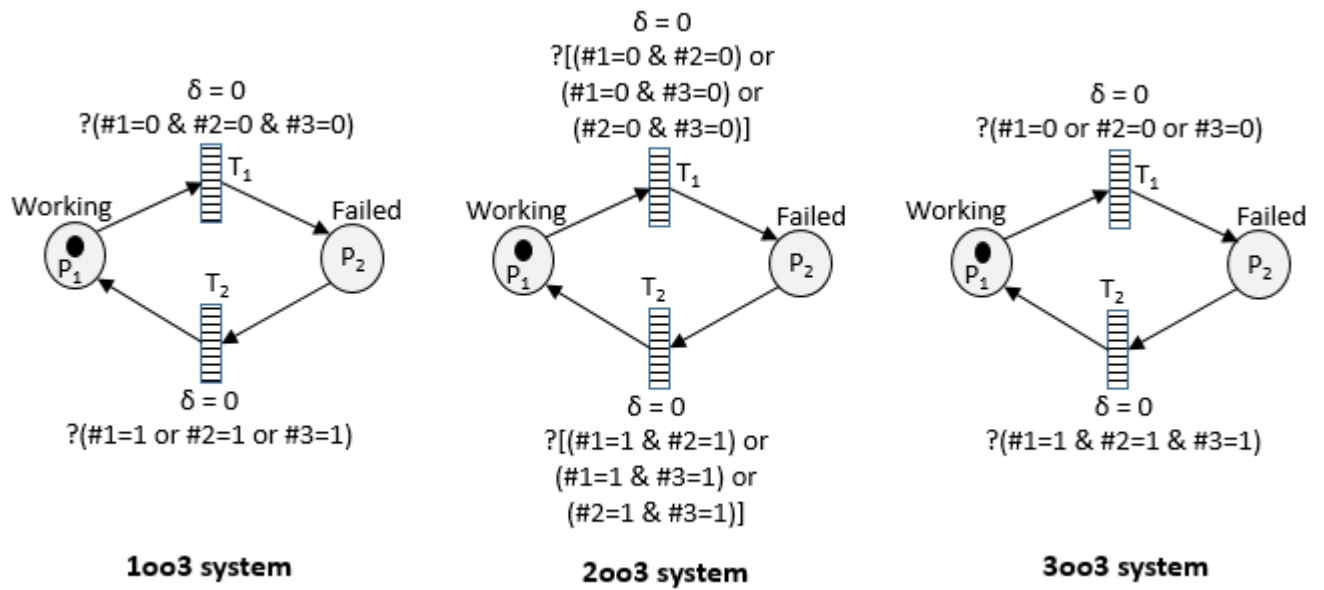 δ = 0
?(#1=0 & #2=0 & #3=0)
T₁
Working
Failed
P₁
P₂
T₂
δ = 0
?(#1=1 or #2=1 or #3=1)
1oo3 system
δ = 0
?[(#1=0 & #2=0) or
(#1=0 & #3=0) or
(#2=0 & #3=0)]
T₁
Working
Failed
P₁
P₂
T₂
δ = 0
?[(#1=1 & #2=1) or
(#1=1 & #3=1) or
(#2=1 & #3=1)]
2oo3 system
δ = 0
?(#1=0 or #2=0 or #3=0)
T₁
Working
Failed
P₁
P₂
T₂
δ = 0
?(#1=1 & #2=1 & #3=1)
3oo3 system